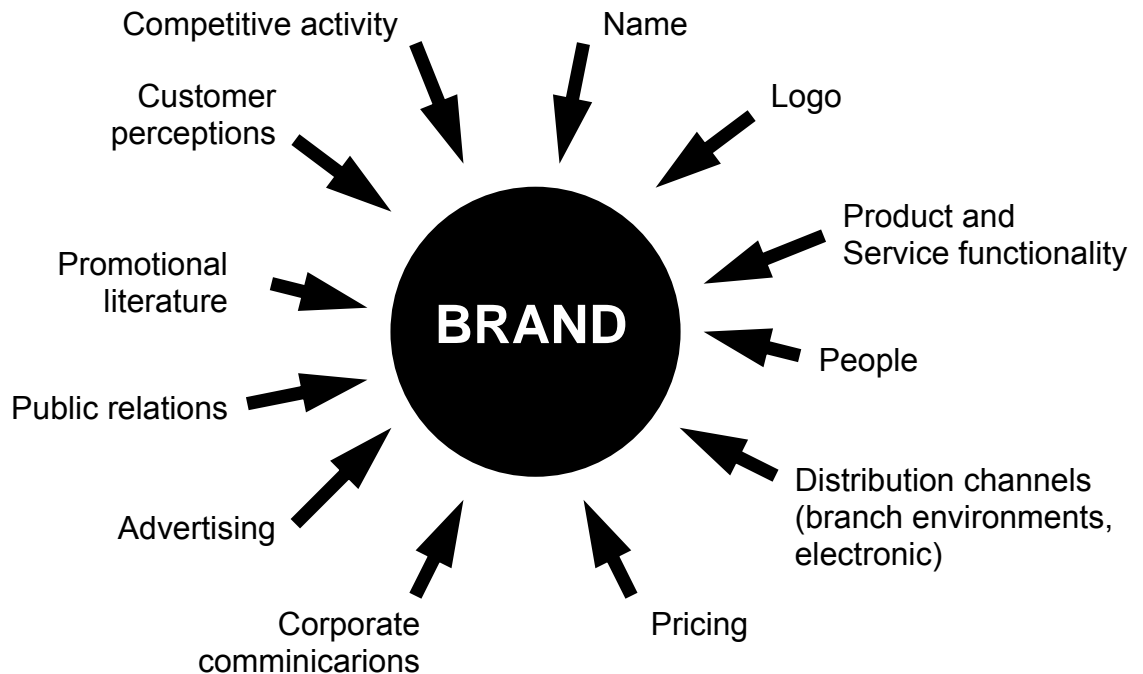 Competitive activity
Name
Logo
Customer
perceptions
Product and
Service functionality
Promotional
literature
BRAND
People
Public relations
Distribution channels
(branch environments,
electronic)
Advertising
Corporate
comminicarions
Pricing